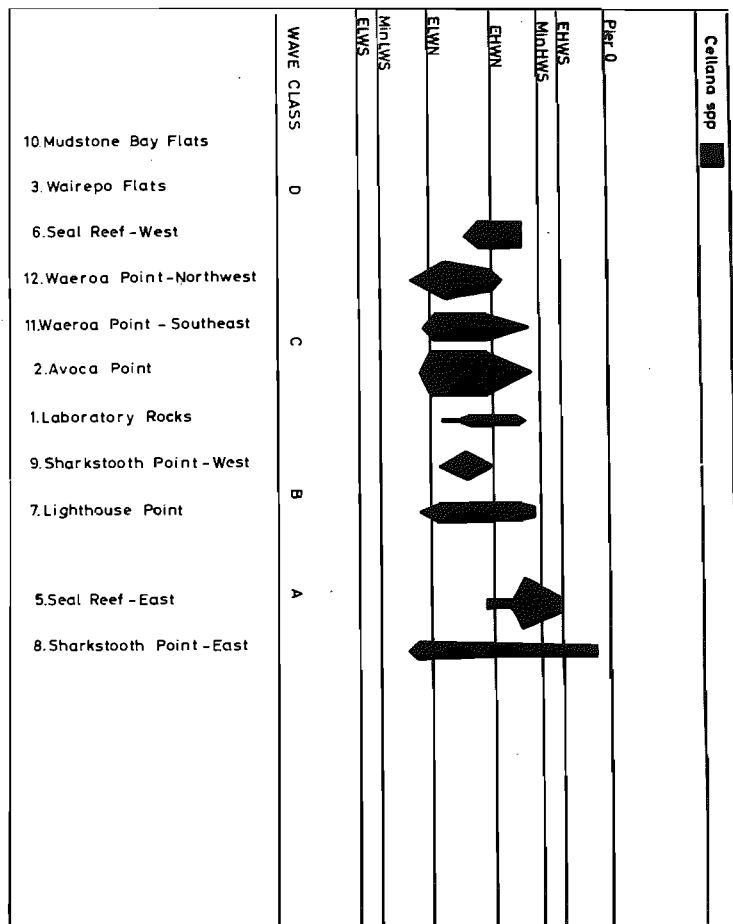 Cellana spp
Pier 0
EHWS
MinHWS
EHWN
ELWN
MinLWS
ELWS
WAVE CLASS
D
C
B
A
10.Mudstone Bay Flats
3. Wairepo Flats
6.Seal Reef-West
12.Waeroa Point-Northwest
11.Waeroa Point - Southeast
2.Avoca Point
1.Laboratory Rocks
9.Sharkstooth Point-West
7.Lighthouse Point
5.Seal Reef-East
8.Sharkstooth Point-East